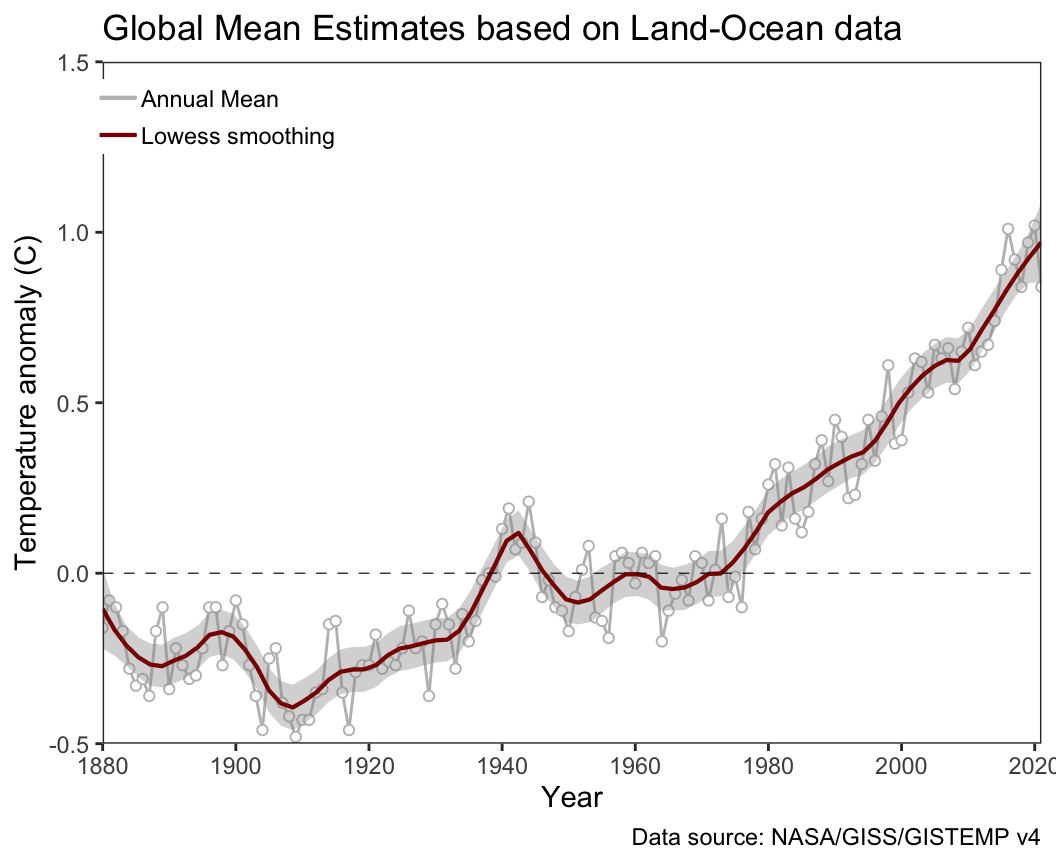 Global Mean Estimates based on Land-Ocean data
1.5
Annual Mean
Lowess smoothing
1.0
Temperature anomaly (C)
0.5
0.0
-0.5
1880 1900 1920 1940 1960 1980 2000 2020
Year
Data source: NASA/GISS/GISTEMP v4